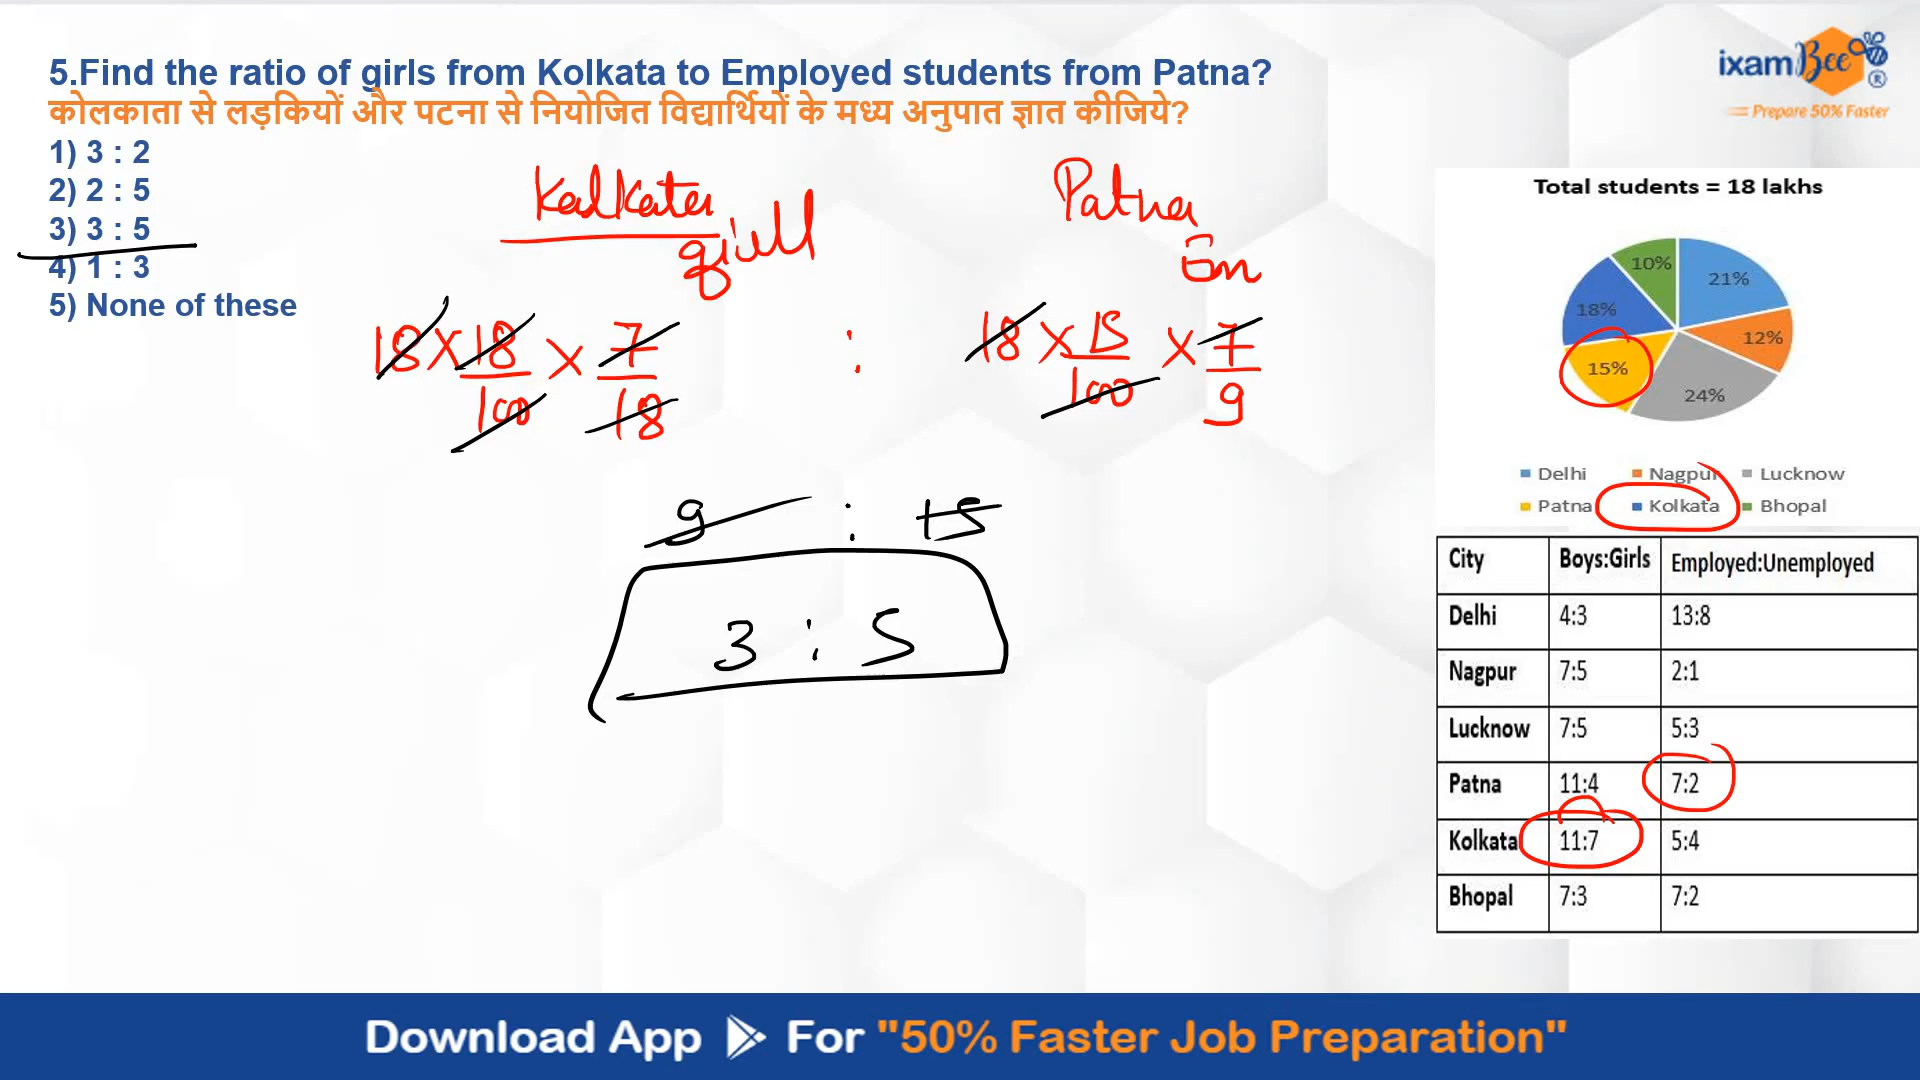 5.Find the ratio of girls from Kolkata to Employed students from Patna?
कोलकाता से लड़कियों और पटना से नियोजित विद्यार्थियों के मध्य अनुपात ज्ञात कीजिये?
1) 3 : 2
2) 2 : 5
3) 3 : 5
4) 1 : 3
5) None of these
Kolkata
girll
Patna
Em
18 × 18/100 × 7/18 : 18 × 15/100 × 7/9
9 : 15
3 : 5
ixamBee ®
Prepare 50% Faster
Total students = 18 lakhs
10% 21%
18% 12%
15% 24%
Delhi Nagpur Lucknow
Patna Kolkata Bhopal
City Boys:Girls Employed:Unemployed
Delhi 4:3 13:8
Nagpur 7:5 2:1
Lucknow 7:5 5:3
Patna 11:4 7:2
Kolkata 11:7 5:4
Bhopal 7:3 7:2
Download App For "50% Faster Job Preparation"